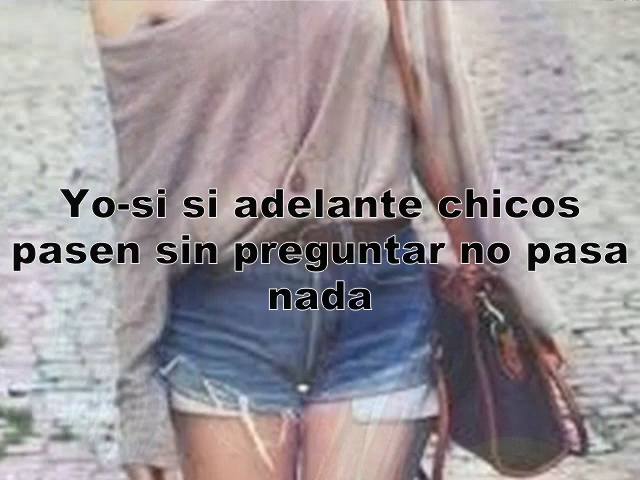 Yo-si si adelante chicos
pasen sin preguntar no pasa
nada